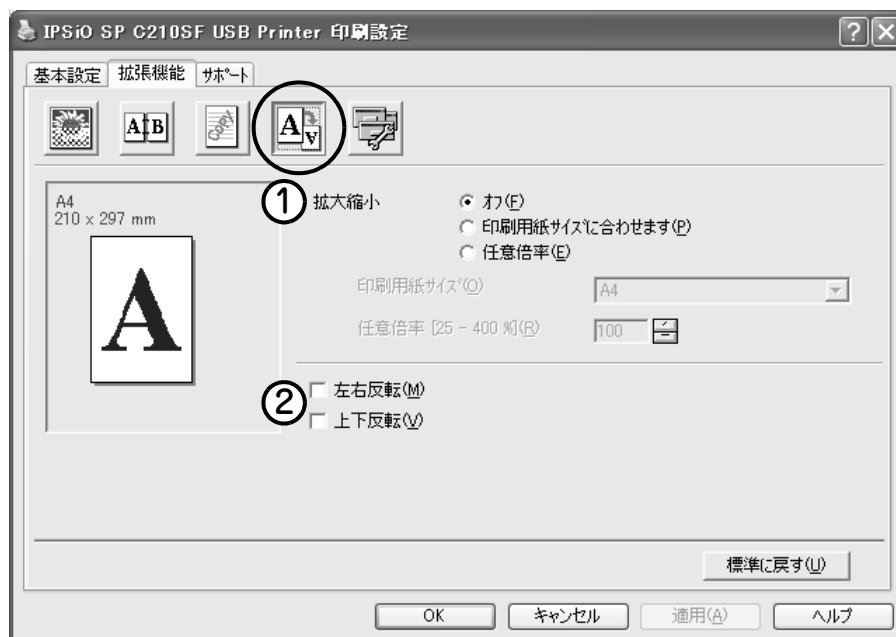 IPSiO SP C210SF USB Printer 印刷設定
基本設定 拡張機能 サポート
A B
copy
A A
A4
210 x 297 mm
A
① 拡大縮小 オフ(F)
印刷用紙サイズに合わせます(P)
任意倍率(E)
印刷用紙サイズ(O) A4
任意倍率 [25 - 400 %](R) 100
② 左右反転(M)
上下反転(V)
標準に戻す(U)
OK キャンセル 適用(A) ヘルプ